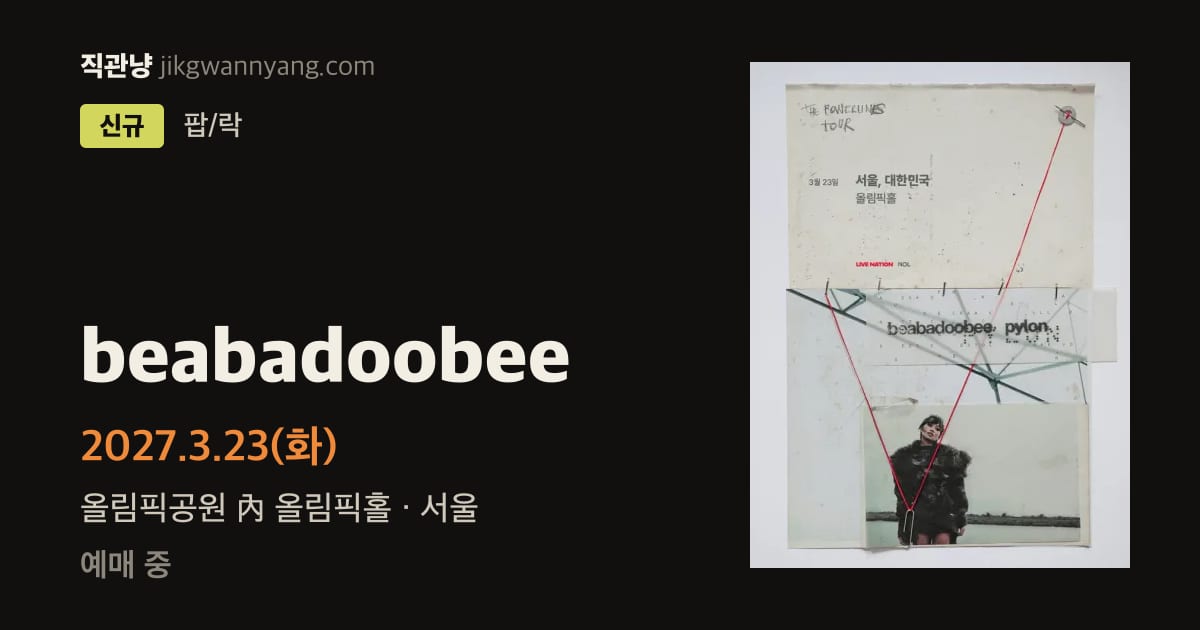 직관냥 jikgwannyang.com
신규 팝/락
beabadoobee
2027.3.23(화)
올림픽공원 內 올림픽홀 · 서울
예매 중
THE POWERLINES
TOUR
3월 23일 서울, 대한민국
올림픽홀
LIVE NATION NOL
beabadoobee pylon